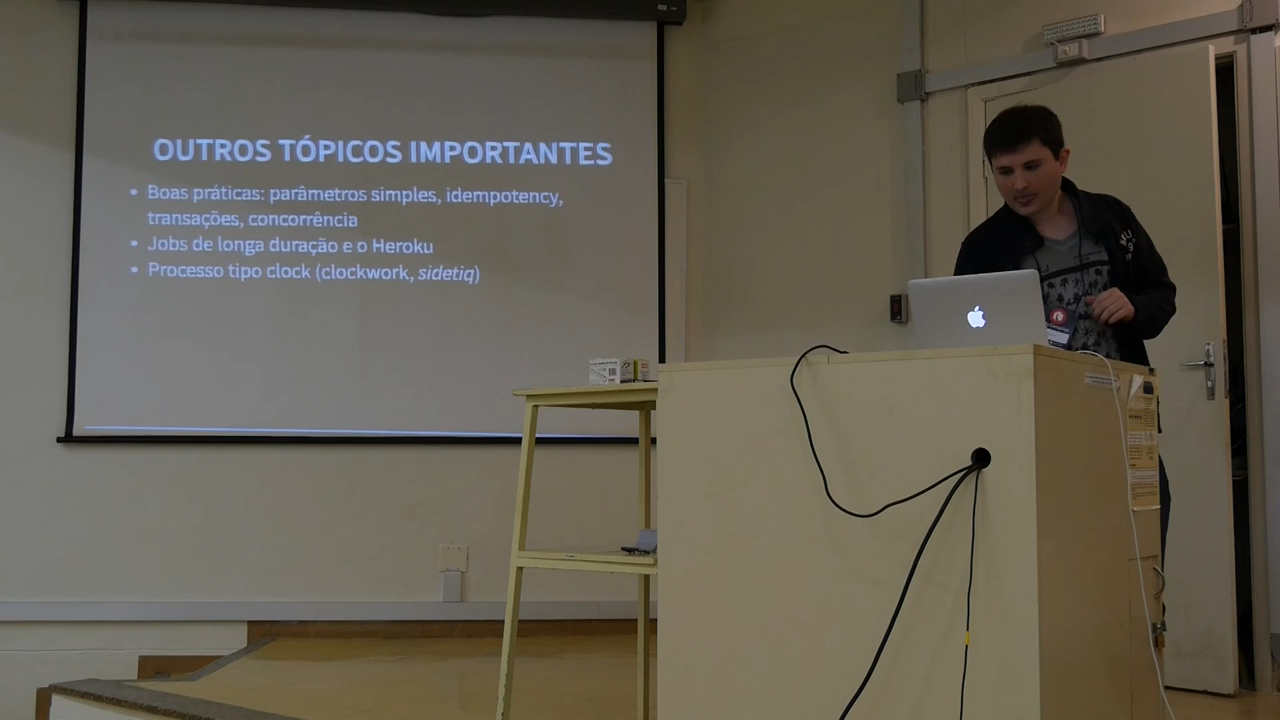 OUTROS TÓPICOS IMPORTANTES
• Boas práticas: parâmetros simples, idempotency,
transações, concorrência
• Jobs de longa duração e o Heroku
• Processo tipo clock (clockwork, sidetiq)